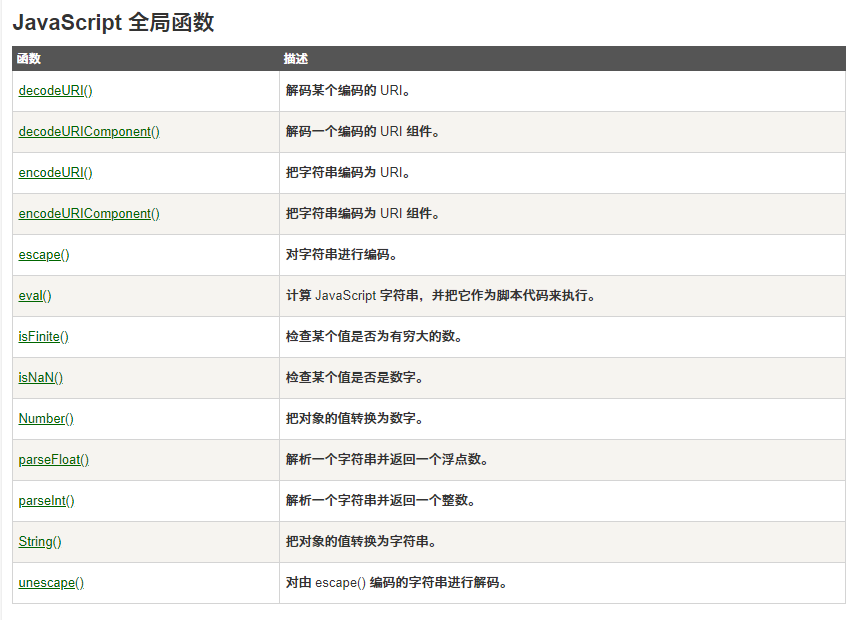 JavaScript 全局函数
函数 描述
decodeURI() 解码某个编码的 URI。
decodeURIComponent() 解码一个编码的 URI 组件。
encodeURI() 把字符串编码为 URI。
encodeURIComponent() 把字符串编码为 URI 组件。
escape() 对字符串进行编码。
eval() 计算 JavaScript 字符串，并把它作为脚本代码来执行。
isFinite() 检查某个值是否为有穷大的数。
isNaN() 检查某个值是否是数字。
Number() 把对象的值转换为数字。
parseFloat() 解析一个字符串并返回一个浮点数。
parseInt() 解析一个字符串并返回一个整数。
String() 把对象的值转换为字符串。
unescape() 对由 escape() 编码的字符串进行解码。